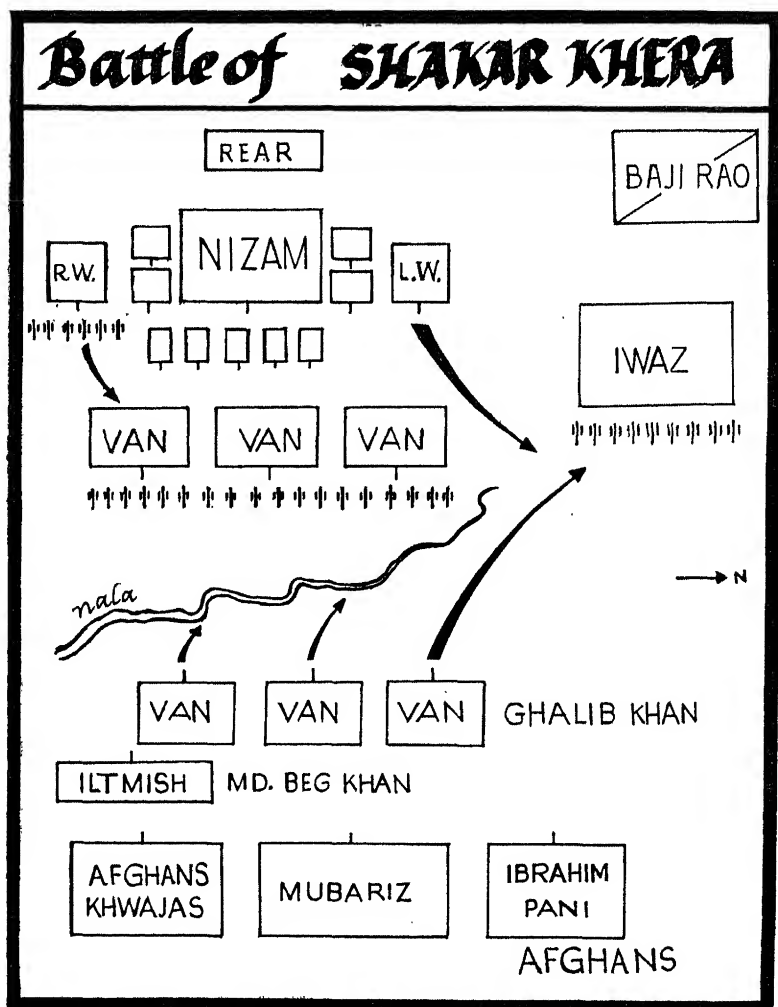 Battle of SHAKAR KHERA
REAR
BAJI RAO
R.W.
NIZAM
L.W.
IWAZ
VAN
VAN
VAN
nala
N
VAN
VAN
VAN
GHALIB KHAN
ILTMISH
MD. BEG KHAN
AFGHANS
KHWAJAS
MUBARIZ
IBRAHIM
PANI
AFGHANS